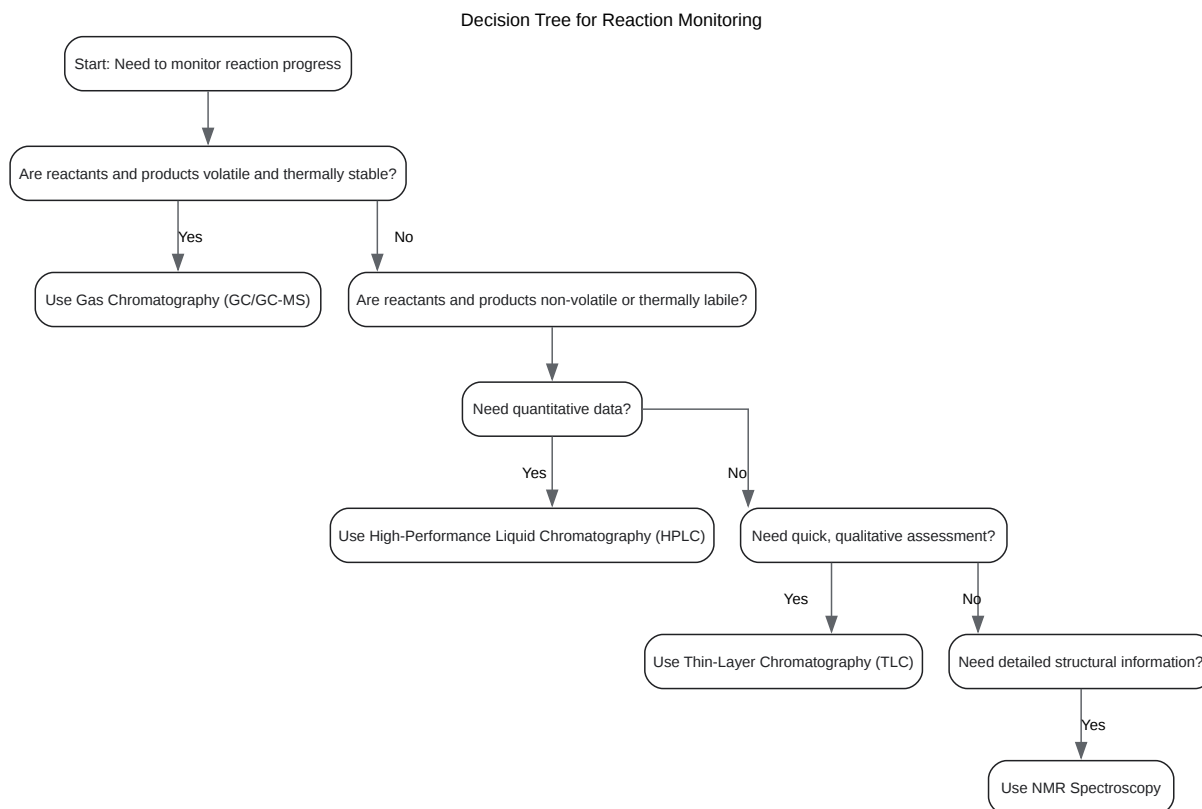 Decision Tree for Reaction Monitoring
Start: Need to monitor reaction progress
Are reactants and products volatile and thermally stable?
Yes
No
Use Gas Chromatography (GC/GC-MS)
Are reactants and products non-volatile or thermally labile?
Need quantitative data?
Yes
No
Use High-Performance Liquid Chromatography (HPLC)
Need quick, qualitative assessment?
Yes
No
Use Thin-Layer Chromatography (TLC)
Need detailed structural information?
Yes
Use NMR Spectroscopy